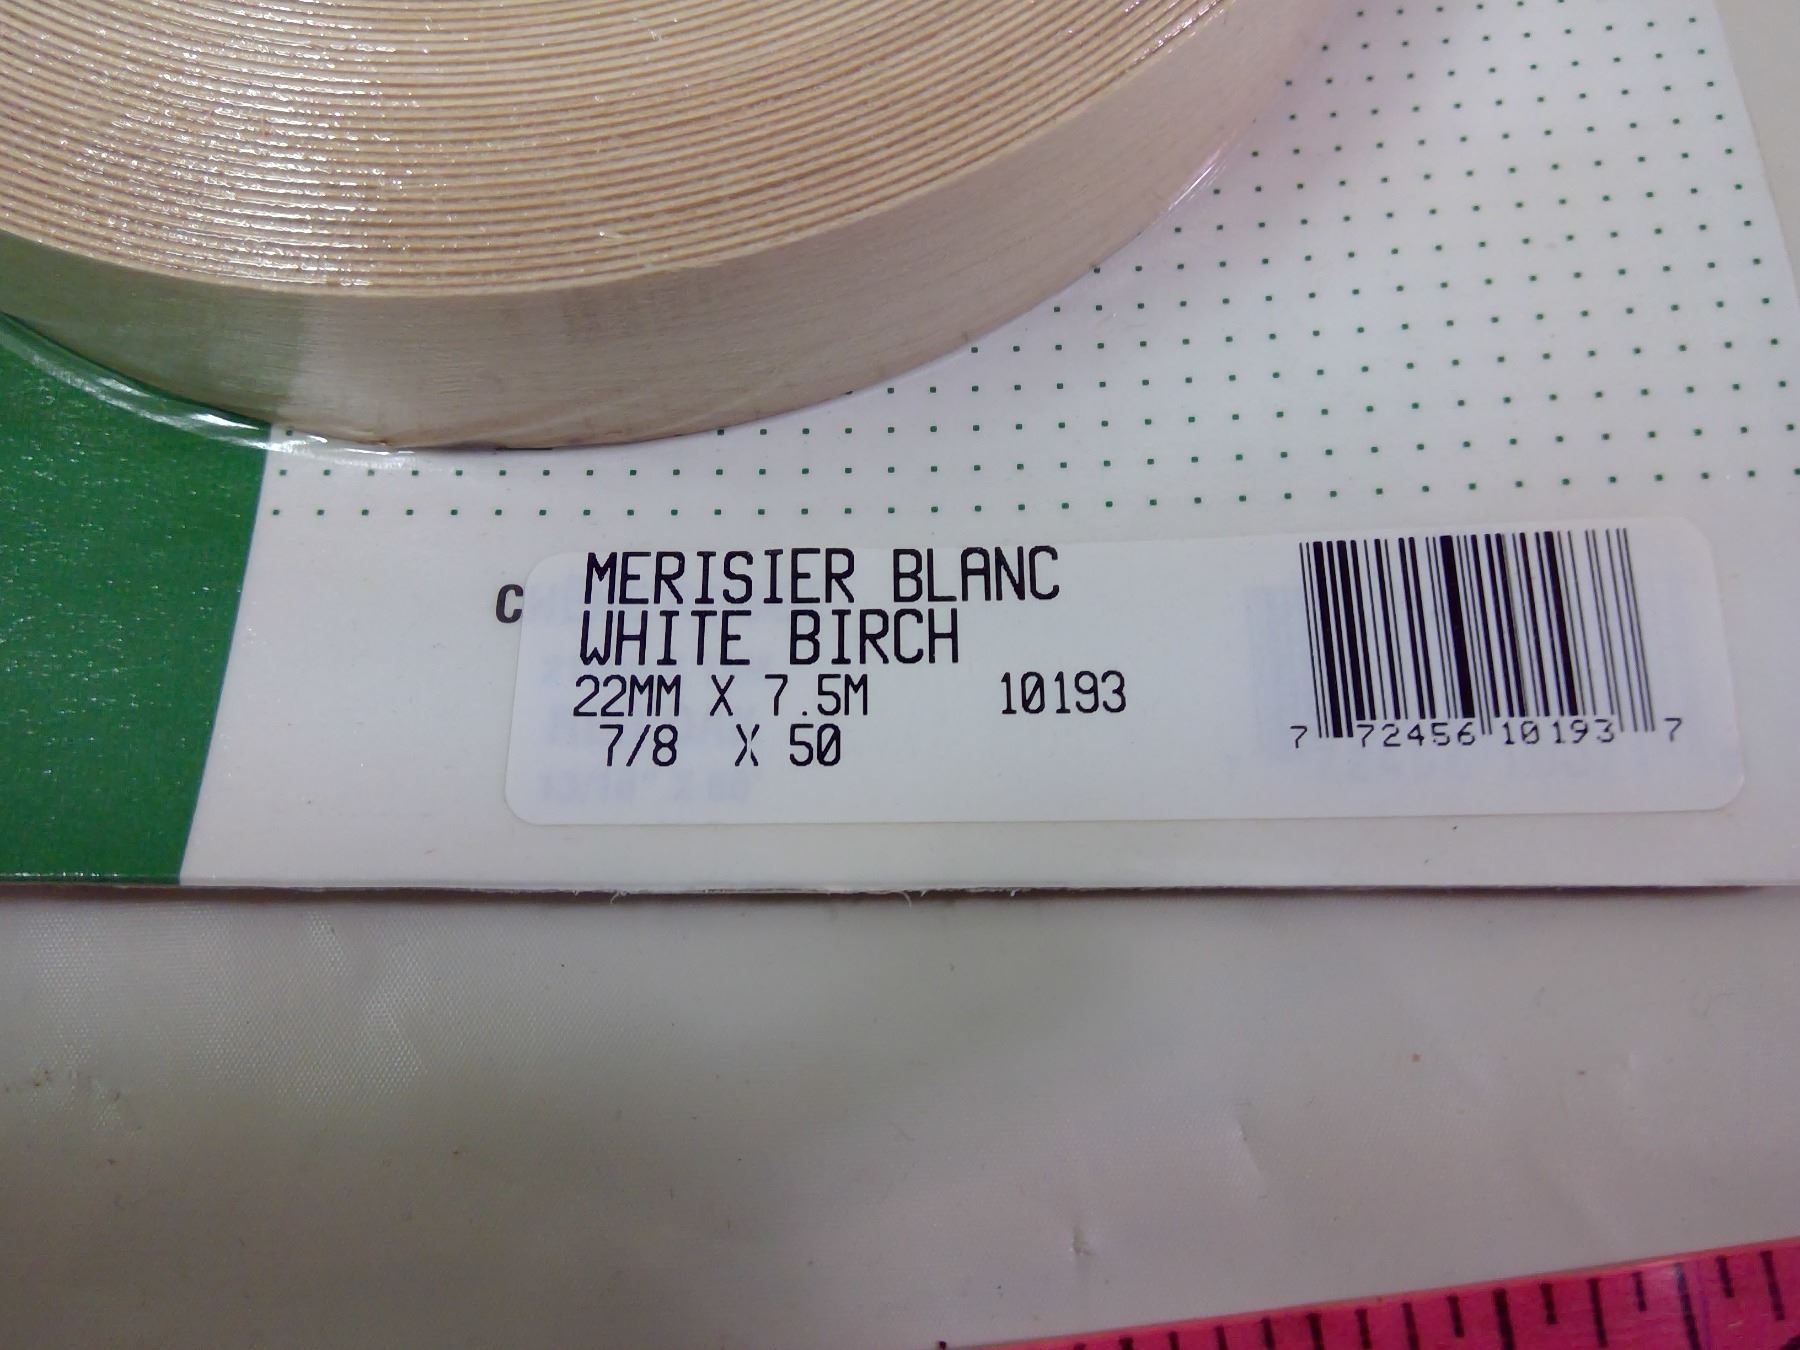 C
MERISIER BLANC
WHITE BIRCH
22MM X 7.5M 10193
7/8 X 50
7 72456 10193 7